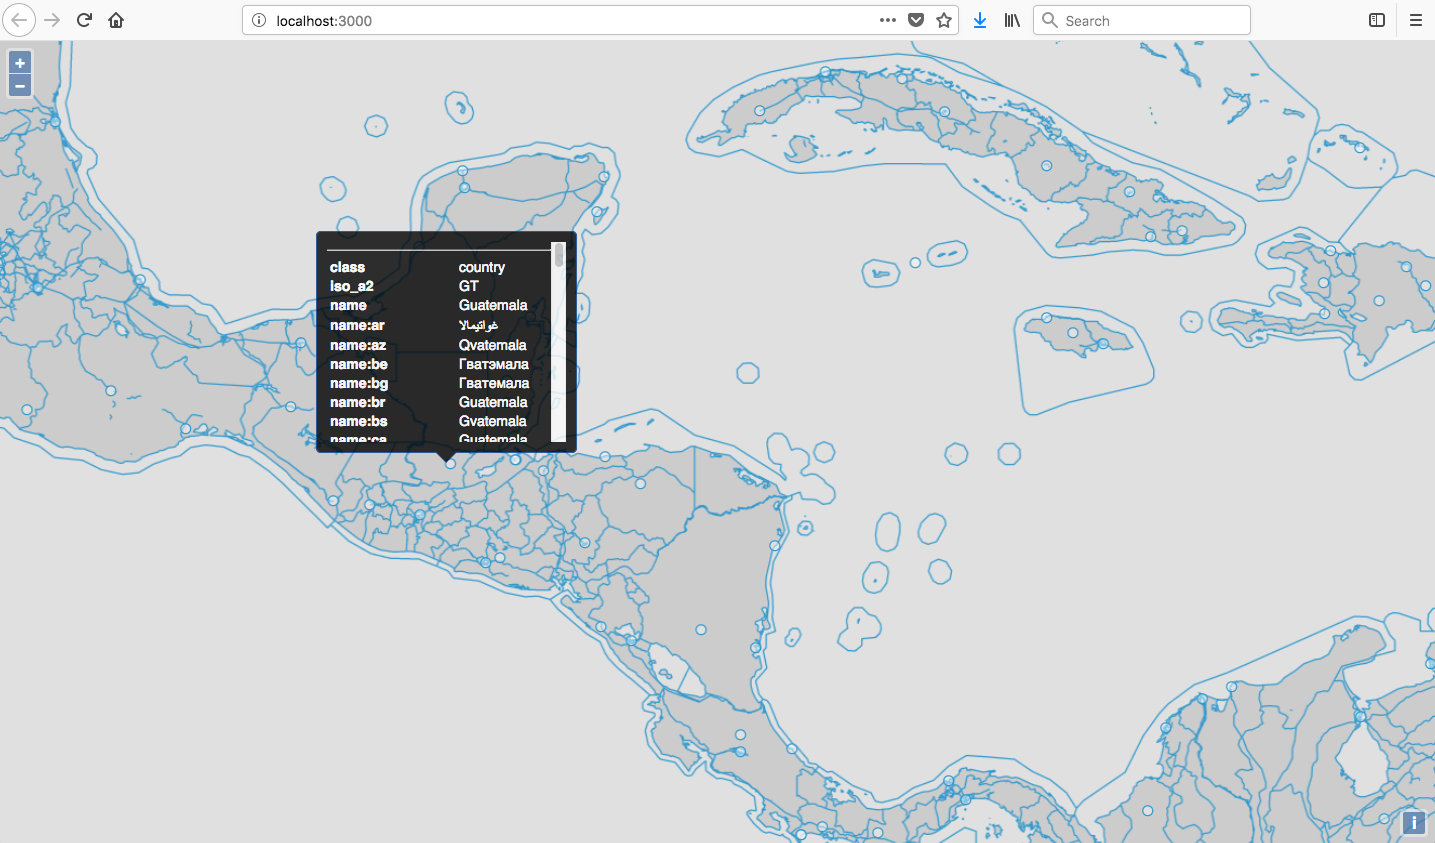 localhost:3000
Search
+
−
class country
iso_a2 GT
name Guatemala
name:ar غواتيمالا
name:az Qvatemala
name:be Гватэмала
name:bg Гватемала
name:br Guatemala
name:bs Gvatemala
name:ca Guatemala
i